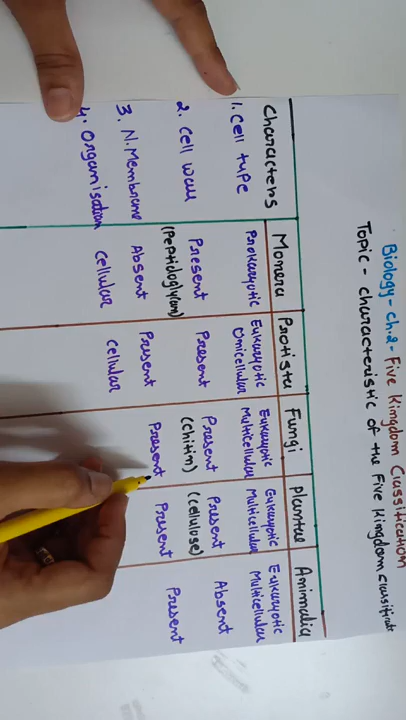 Biology - Ch.2 - Five Kingdom Classification
Topic - characteristic of the Five Kingdom classificate
Characters Monera Protista Fungi plantae Animalia
1. Cell type Prokaryotic Eukaryotic Eukaryotic Eukaryotic Eukaryotic
Unicellular Multicellular Multicellular Multicellular
2. Cell wall Present Present Present Present Absent
(Peptidoglycan) (chitin) (cellulose)
3. N. Membrane Absent Present Present Present Present
4. Organisation cellular cellular